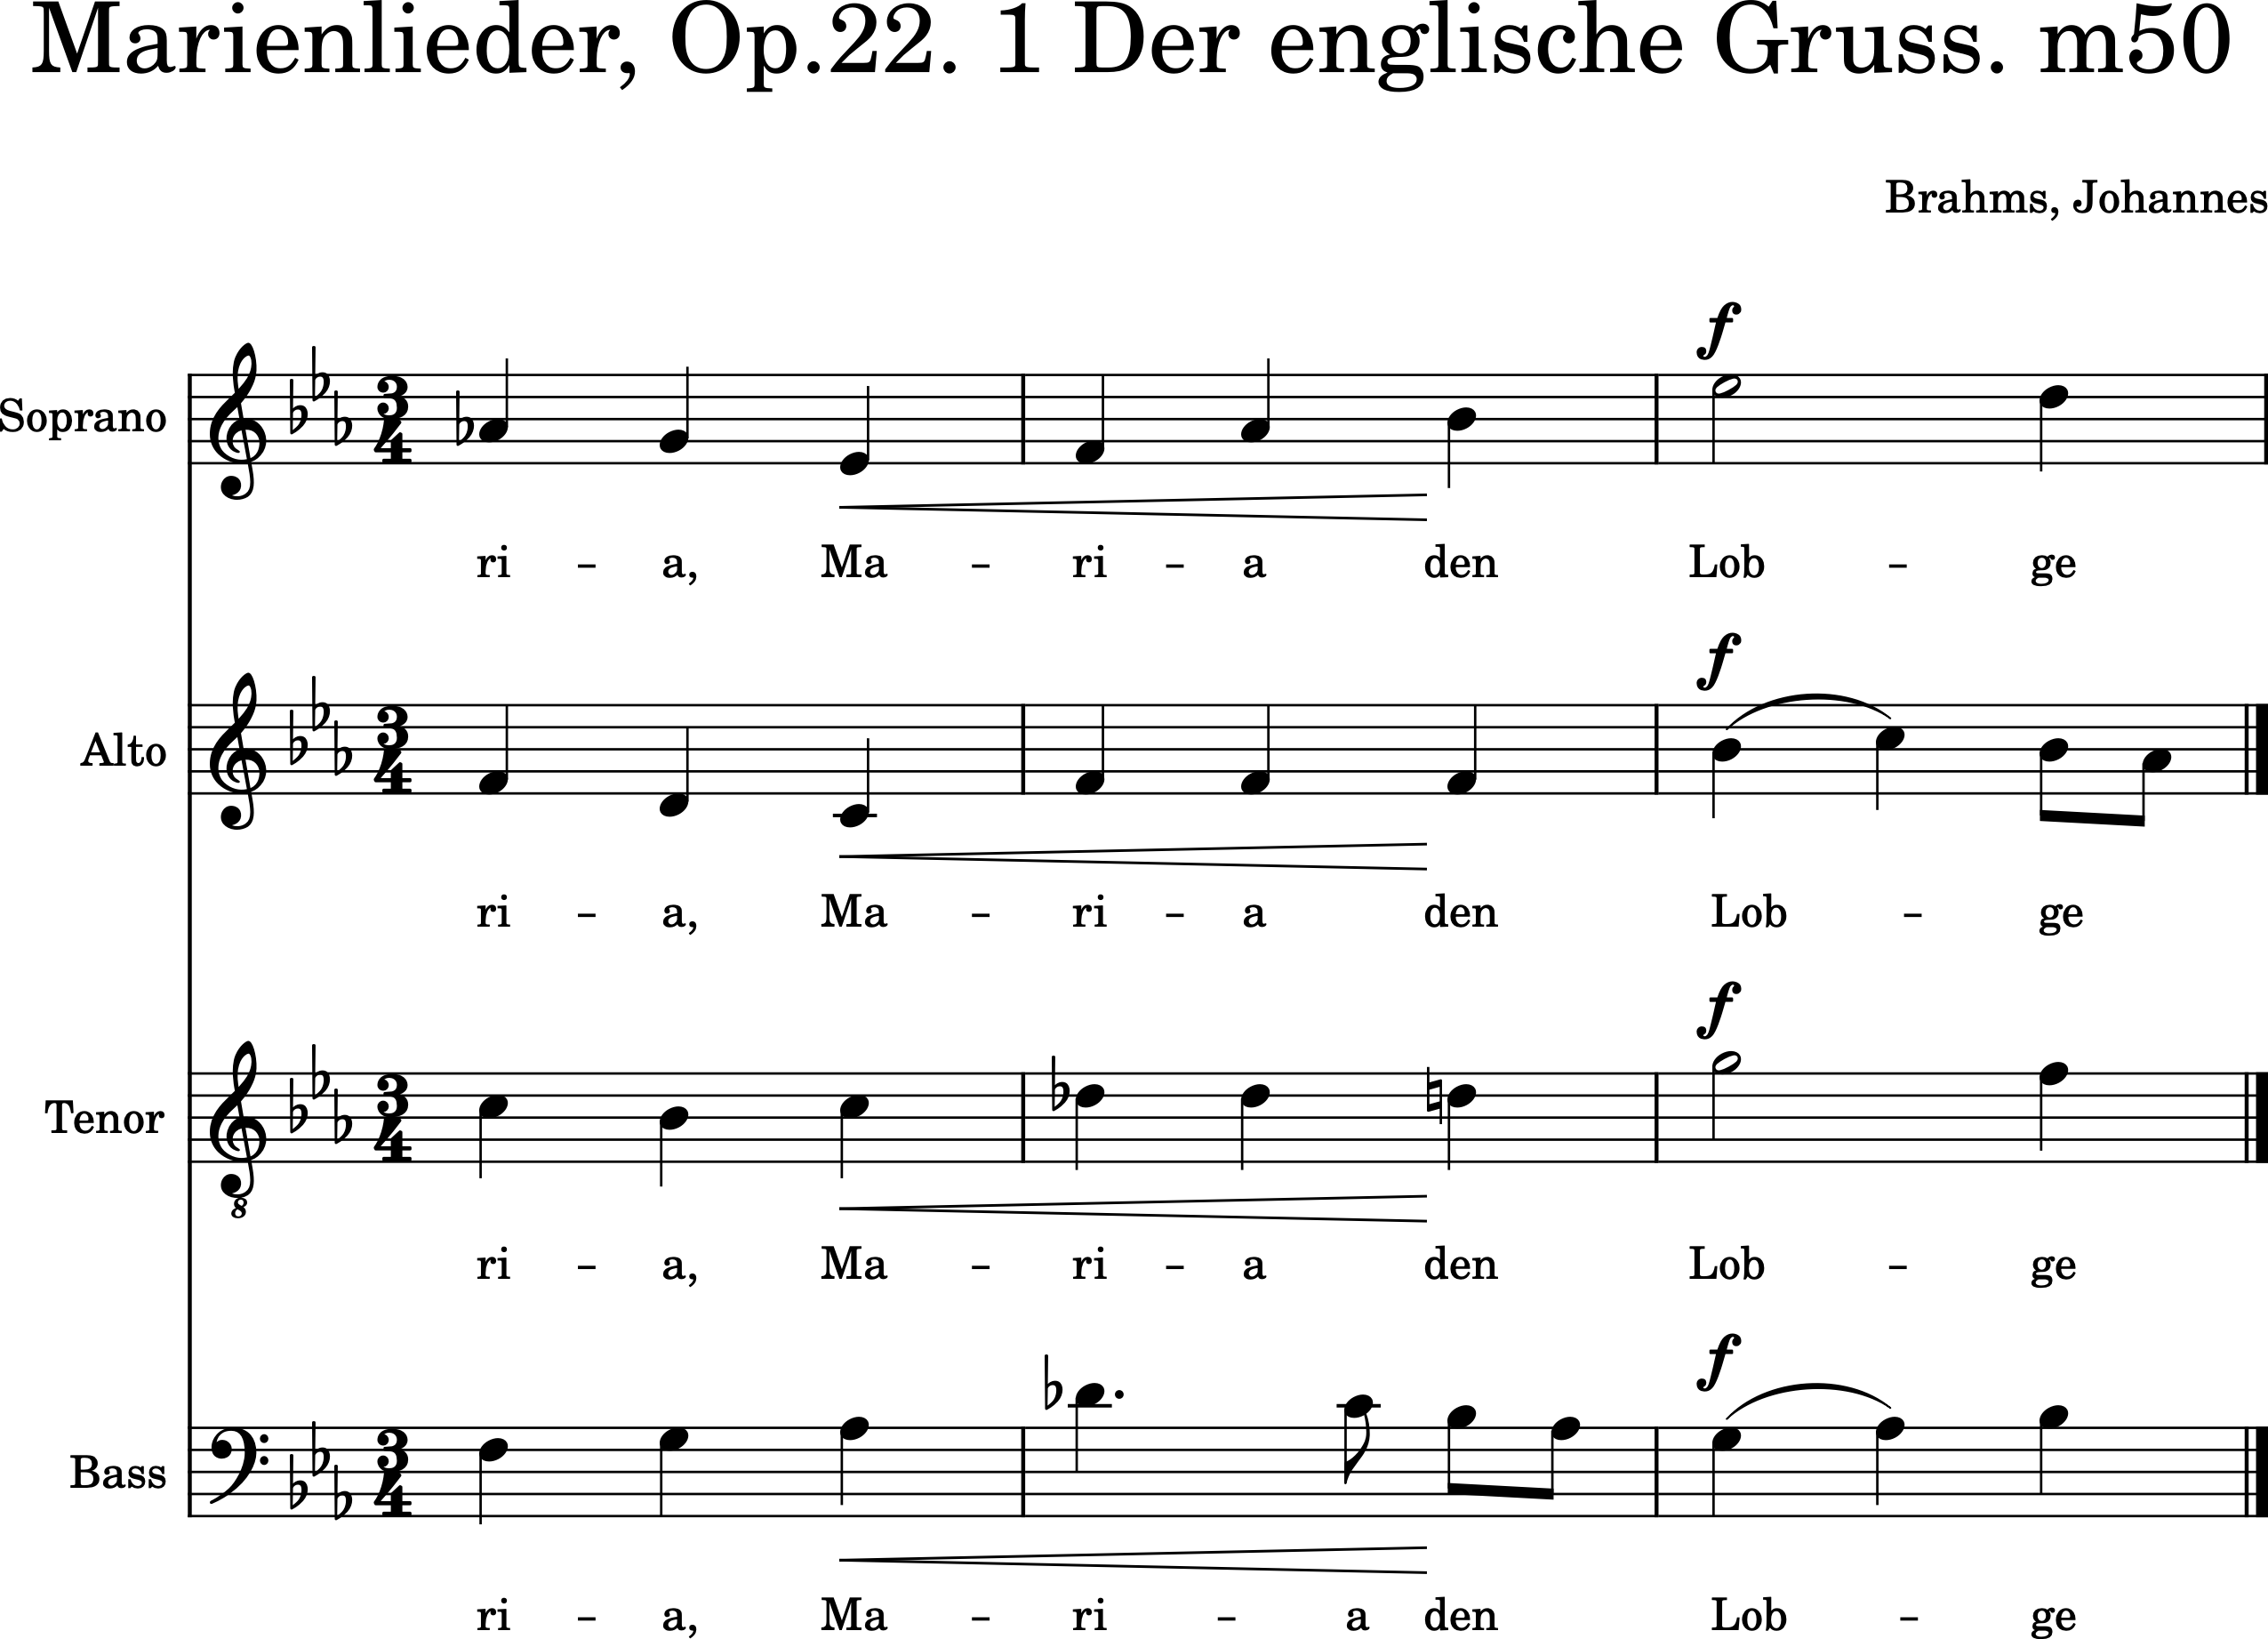 Marienlieder, Op.22. 1 Der englische Gruss. m50
Brahms, Johannes
f
Soprano
ri – a, Ma – ri – a den Lob – ge
f
Alto
ri – a, Ma – ri – a den Lob – ge
f
Tenor
8
ri – a, Ma – ri – a den Lob – ge
f
Bass
ri – a, Ma – ri – a den Lob – ge